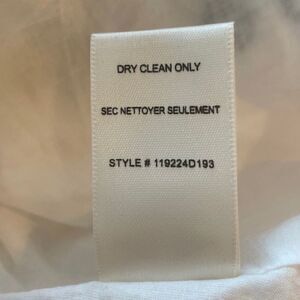 DRY CLEAN ONLY
SEC NETTOYER SEULEMENT
STYLE # 119224D193